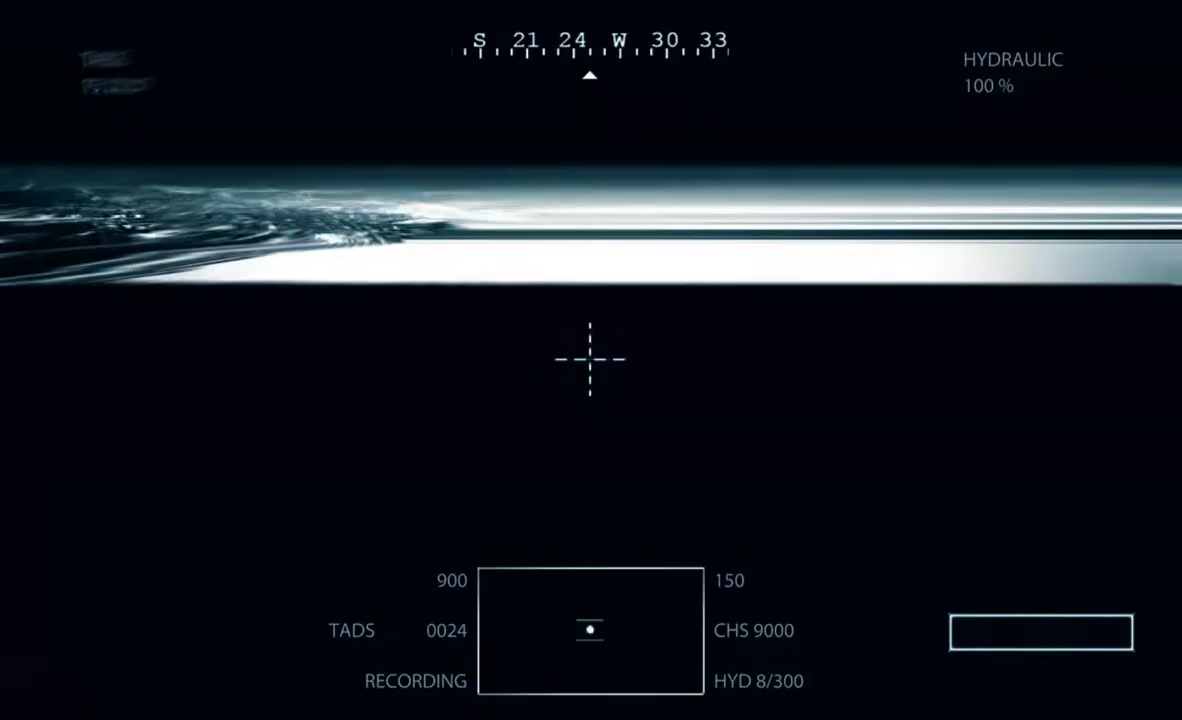 S 21 24 W 30 33
HYDRAULIC
100 %
900
150
TADS 0024
CHS 9000
RECORDING
HYD 8/300